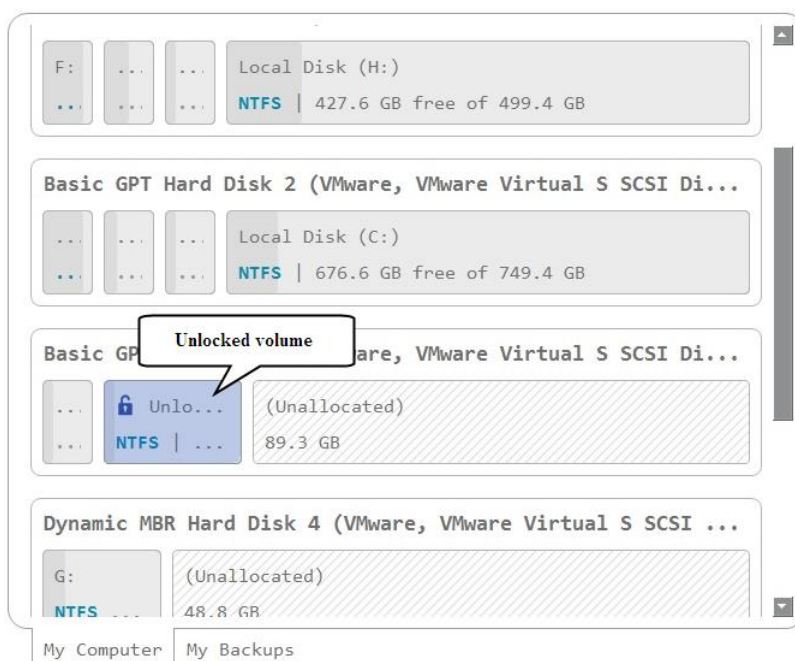 F:
...
...
Local Disk (H:)
...
...
...
NTFS | 427.6 GB free of 499.4 GB
Basic GPT Hard Disk 2 (VMware, VMware Virtual S SCSI Di...
...
...
...
Local Disk (C:)
...
...
...
NTFS | 676.6 GB free of 749.4 GB
Unlocked volume
Basic GP are, VMware Virtual S SCSI Di...
...
Unlo...
(Unallocated)
...
NTFS | ...
89.3 GB
Dynamic MBR Hard Disk 4 (VMware, VMware Virtual S SCSI ...
G:
(Unallocated)
NTFS ...
48.8 GB
My Computer
My Backups